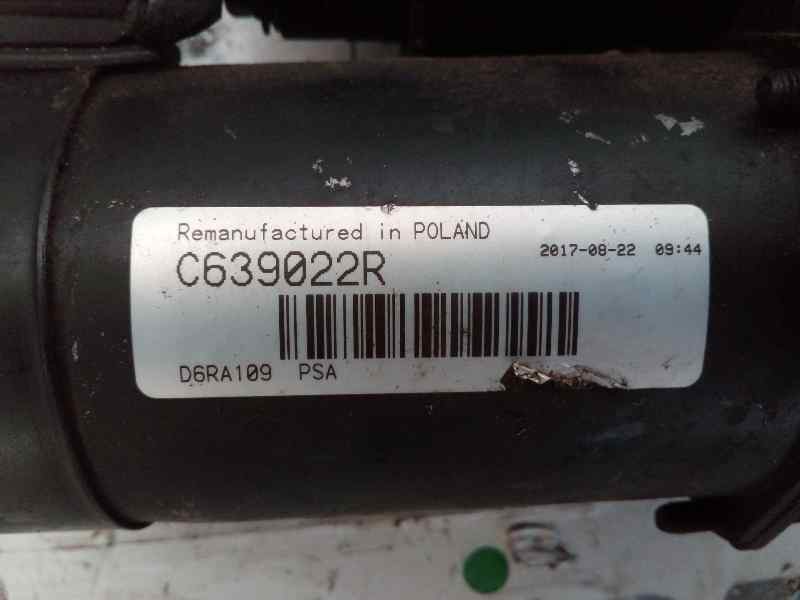 Remanufactured in POLAND
2017-08-22 09:44
C639022R
D6RA109 PSA